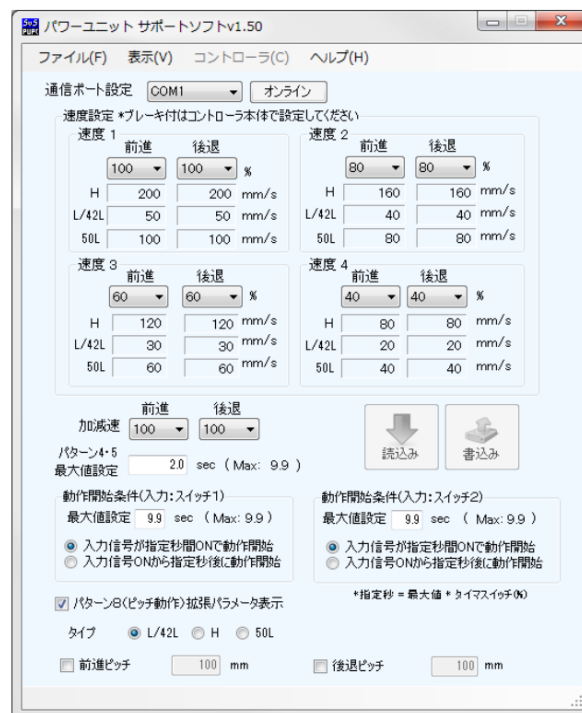 パワーユニット サポートソフトv1.50
ファイル(F) 表示(V) コントローラ(C) ヘルプ(H)
通信ポート設定 COM1 オンライン
速度設定 *ブレーキ付はコントローラ本体で設定してください
速度 1
前進 後退
100 100 %
H 200 200 mm/s
L/42L 50 50 mm/s
50L 100 100 mm/s
速度 2
前進 後退
80 80 %
H 160 160 mm/s
L/42L 40 40 mm/s
50L 80 80 mm/s
速度 3
前進 後退
60 60 %
H 120 120 mm/s
L/42L 30 30 mm/s
50L 60 60 mm/s
速度 4
前進 後退
40 40 %
H 80 80 mm/s
L/42L 20 20 mm/s
50L 40 40 mm/s
前進 後退
加減速 100 100
パターン4・5
最大値設定 2.0 sec ( Max: 9.9 )
読込み 書込み
動作開始条件(入力:スイッチ1)
最大値設定 9.9 sec ( Max: 9.9 )
入力信号が指定秒間ONで動作開始
入力信号ONから指定秒後に動作開始
動作開始条件(入力:スイッチ2)
最大値設定 9.9 sec ( Max: 9.9 )
入力信号が指定秒間ONで動作開始
入力信号ONから指定秒後に動作開始
*指定秒 = 最大値 * タイマスイッチ(%)
パターン8(ピッチ動作)拡張パラメータ表示
タイプ L/42L H 50L
前進ピッチ 100 mm 後退ピッチ 100 mm